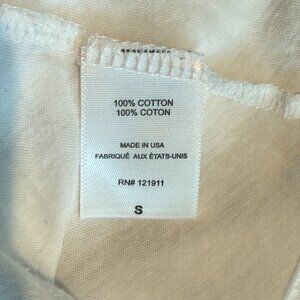 100% COTTON
100% COTON
MADE IN USA
FABRIQUÉ AUX ÉTATS-UNIS
RN# 121911
S